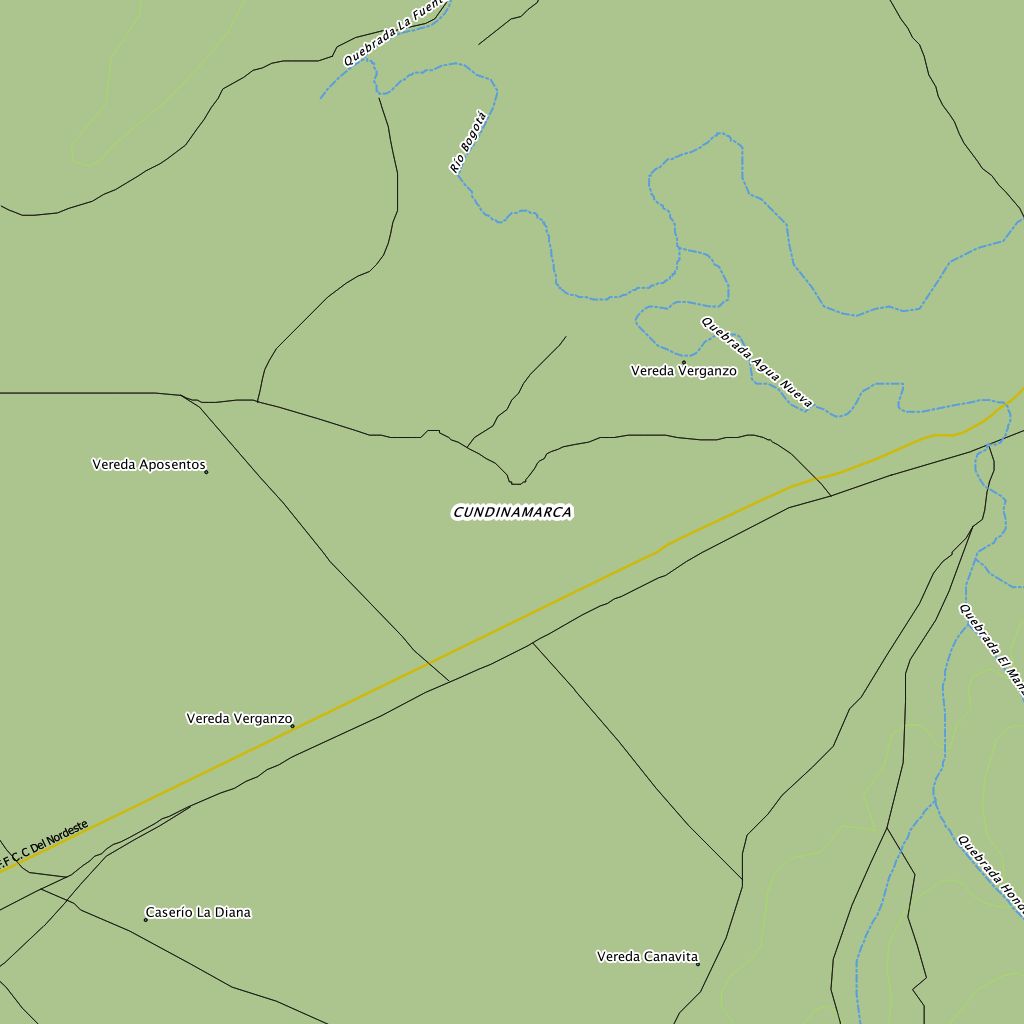 Quebrada La Fuent
Río Bogotá
Quebrada Agua Nueva
Vereda Verganzo
Vereda Aposentos
CUNDINAMARCA
Quebrada El Manz
Vereda Verganzo
F.F C.C Del Nordeste
Quebrada Hond
Caserío La Diana
Vereda Canavita